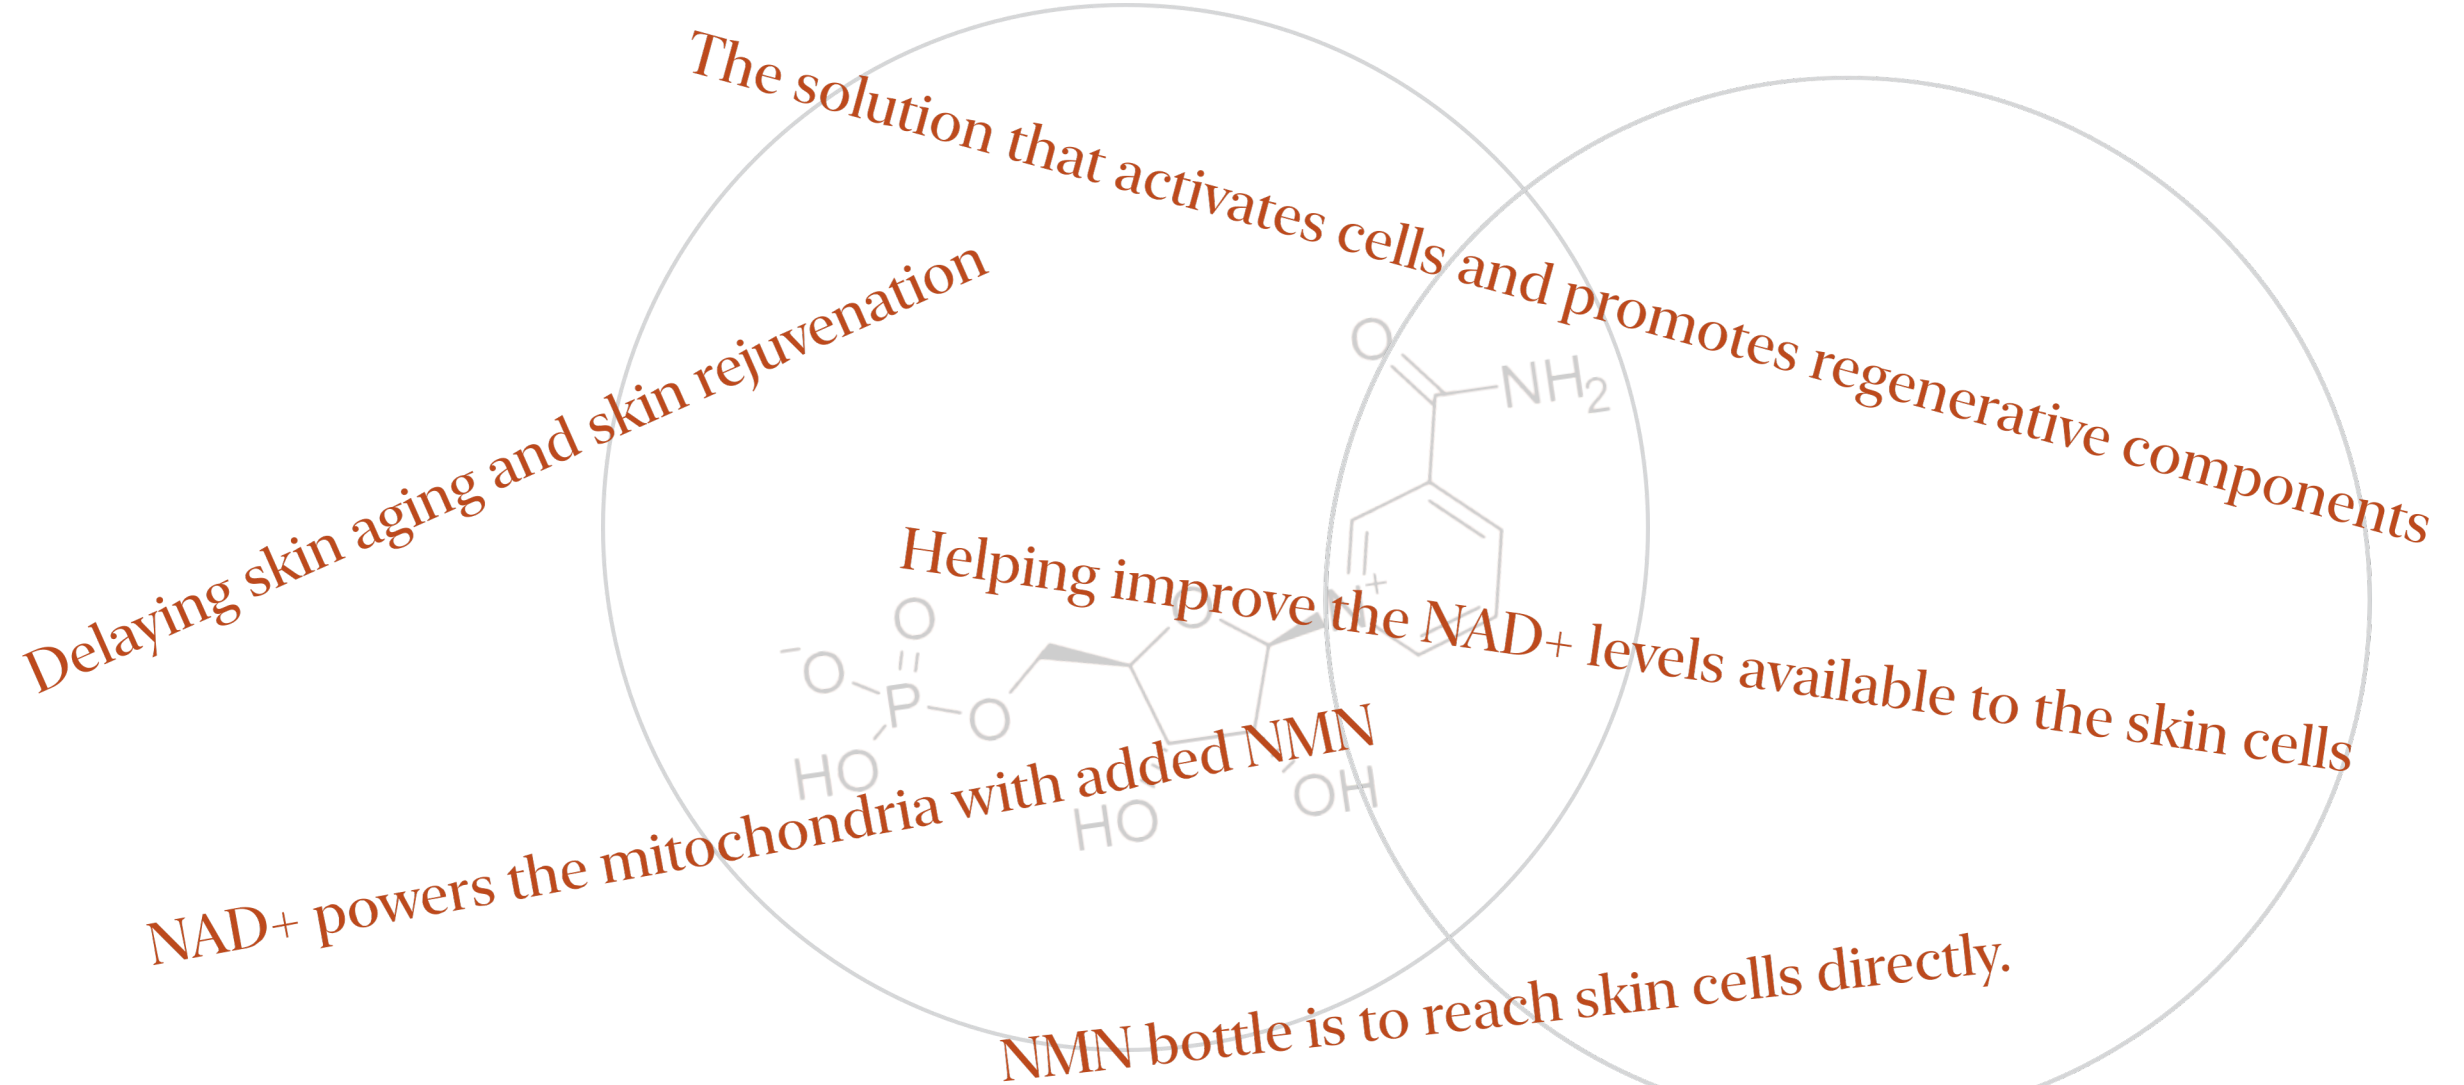 The solution that activates cells and promotes regenerative components
Delaying skin aging and skin rejuvenation
O
NH2
Helping improve the NAD+ levels available to the skin cells
+
O
O
-O
P
O
HO
NAD+ powers the mitochondria with added NMN
OH
HO
NMN bottle is to reach skin cells directly.